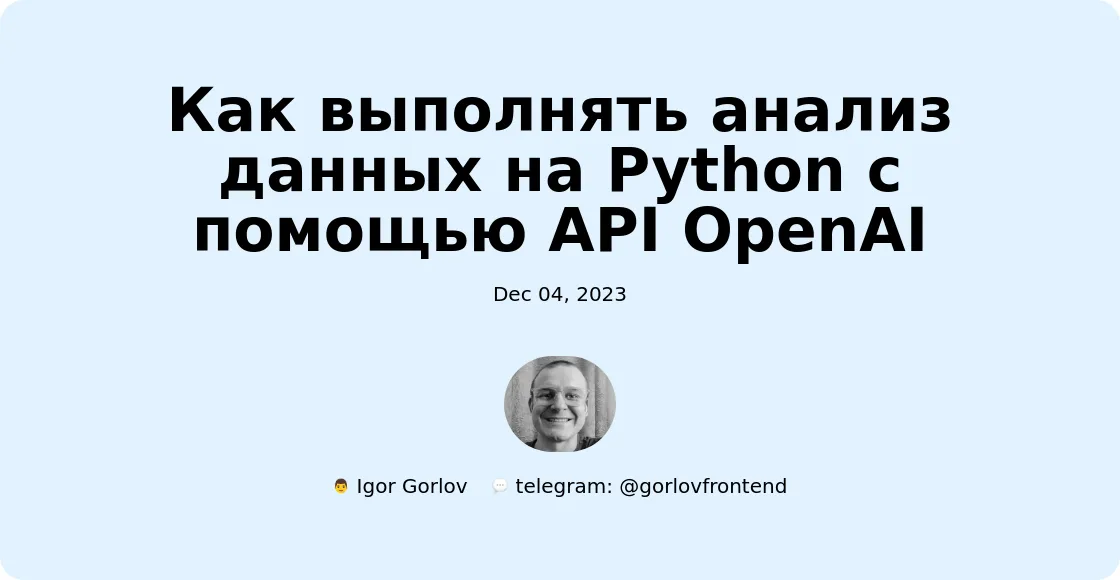 Как выполнять анализ
данных на Python с
помощью API OpenAI
Dec 04, 2023
👨 Igor Gorlov 💬 telegram: @gorlovfrontend